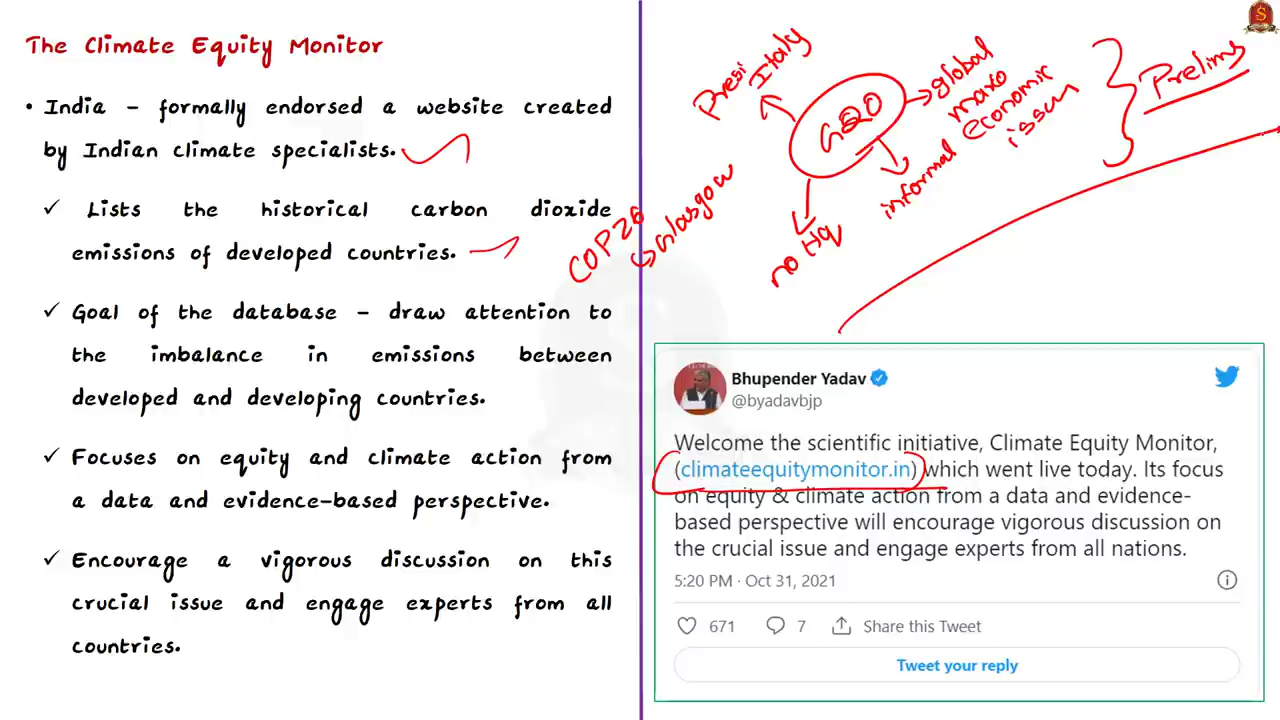 The Climate Equity Monitor
• India – formally endorsed a website created
by Indian climate specialists.
✓ Lists the historical carbon dioxide
emissions of developed countries.
✓ Goal of the database – draw attention to
the imbalance in emissions between
developed and developing countries.
✓ Focuses on equity and climate action from
a data and evidence-based perspective.
✓ Encourage a vigorous discussion on this
crucial issue and engage experts from all
countries.
COP26
Glasgow
Presi
Italy
G20
global
economic
informal
no Hq
Prelims
S
Bhupender Yadav
@byadavbjp
Welcome the scientific initiative, Climate Equity Monitor,
(climateequitymonitor.in) which went live today. Its focus
on equity & climate action from a data and evidence-
based perspective will encourage vigorous discussion on
the crucial issue and engage experts from all nations.
5:20 PM · Oct 31, 2021
671 7 Share this Tweet
Tweet your reply